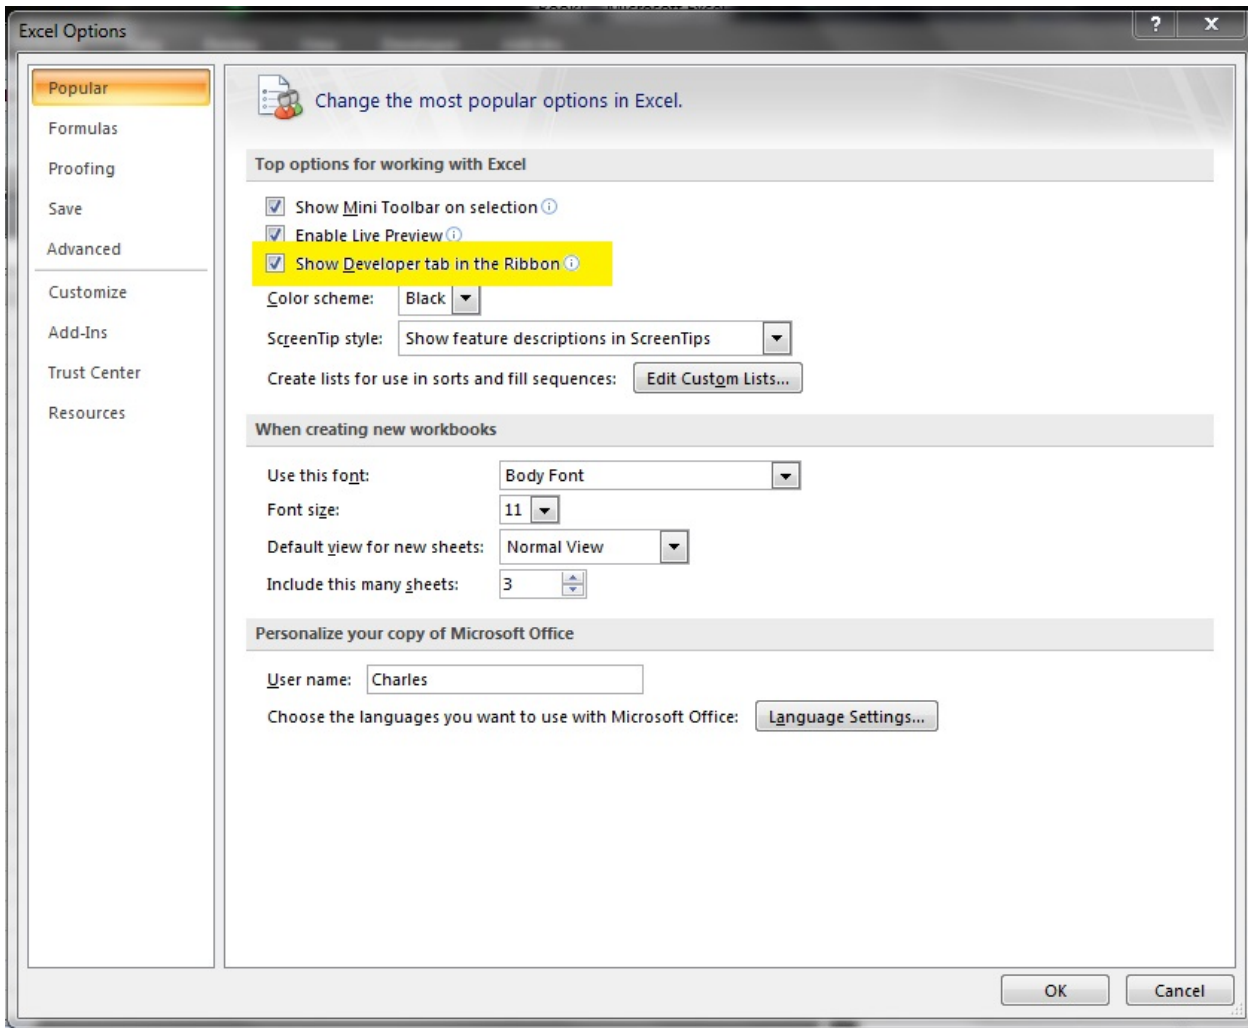 Excel Options
? X
Popular
Formulas
Proofing
Save
Advanced
Customize
Add-Ins
Trust Center
Resources
Change the most popular options in Excel.
Top options for working with Excel
Show Mini Toolbar on selection
Enable Live Preview
Show Developer tab in the Ribbon
Color scheme: Black
ScreenTip style: Show feature descriptions in ScreenTips
Create lists for use in sorts and fill sequences: Edit Custom Lists...
When creating new workbooks
Use this font: Body Font
Font size: 11
Default view for new sheets: Normal View
Include this many sheets: 3
Personalize your copy of Microsoft Office
User name: Charles
Choose the languages you want to use with Microsoft Office: Language Settings...
OK Cancel